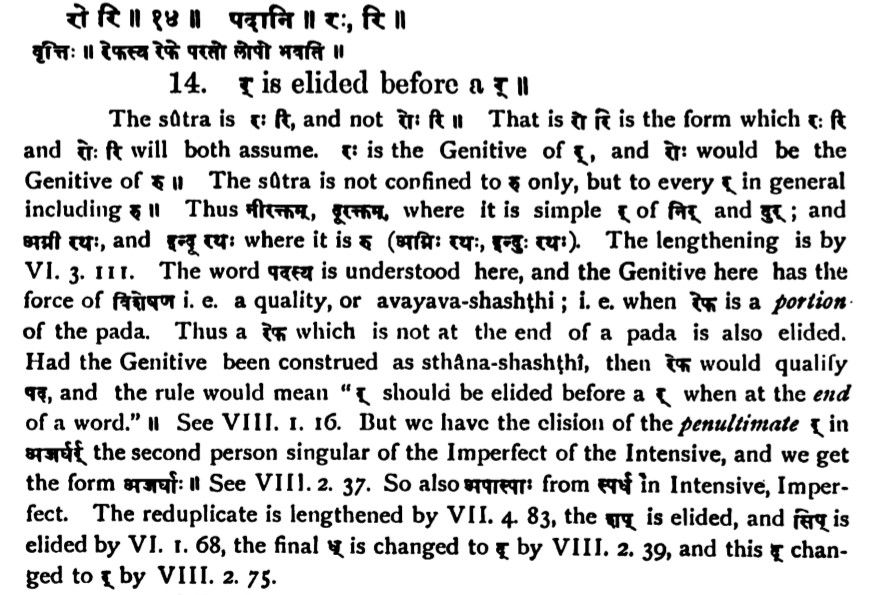 रो रि ॥ १४ ॥ पदानि ॥ रः, रि ॥
वृत्तिः ॥ रेफस्य रेफे परतो लोपो भवति ॥
14. र् is elided before a र् ॥
The sûtra is रः रि, and not रोः रि ॥ That is रो रि is the form which रः रि
and रोः रि will both assume. रः is the Genitive of र्, and रोः would be the
Genitive of रु ॥ The sûtra is not confined to रु only, but to every र् in general
including रु ॥ Thus नीरक्तम्, दूरक्तम्, where it is simple र् of निर् and दुर्; and
अग्नी रथः, and इन्दू रथः where it is रु (अग्निः रथः, इन्दुः रथः). The lengthening is by
VI. 3. 111. The word पदस्य is understood here, and the Genitive here has the
force of विशेषण i. e. a quality, or avayava-shashṭhi; i. e. when रेफ is a portion
of the pada. Thus a रेफ which is not at the end of a pada is also elided.
Had the Genitive been construed as sthâna-shashṭhî, then रेफ would qualify
पद, and the rule would mean "र् should be elided before a र् when at the end
of a word." ॥ See VIII. 1. 16. But we have the elision of the penultimate र् in
अजर्घर्र् the second person singular of the Imperfect of the Intensive, and we get
the form अजर्घाः ॥ See VIII. 2. 37. So also अपास्पाः from स्पर्ध in Intensive, Imper-
fect. The reduplicate is lengthened by VII. 4. 83, the शप् is elided, and सिप् is
elided by VI. 1. 68, the final ध् is changed to द् by VIII. 2. 39, and this द् chan-
ged to र् by VIII. 2. 75.